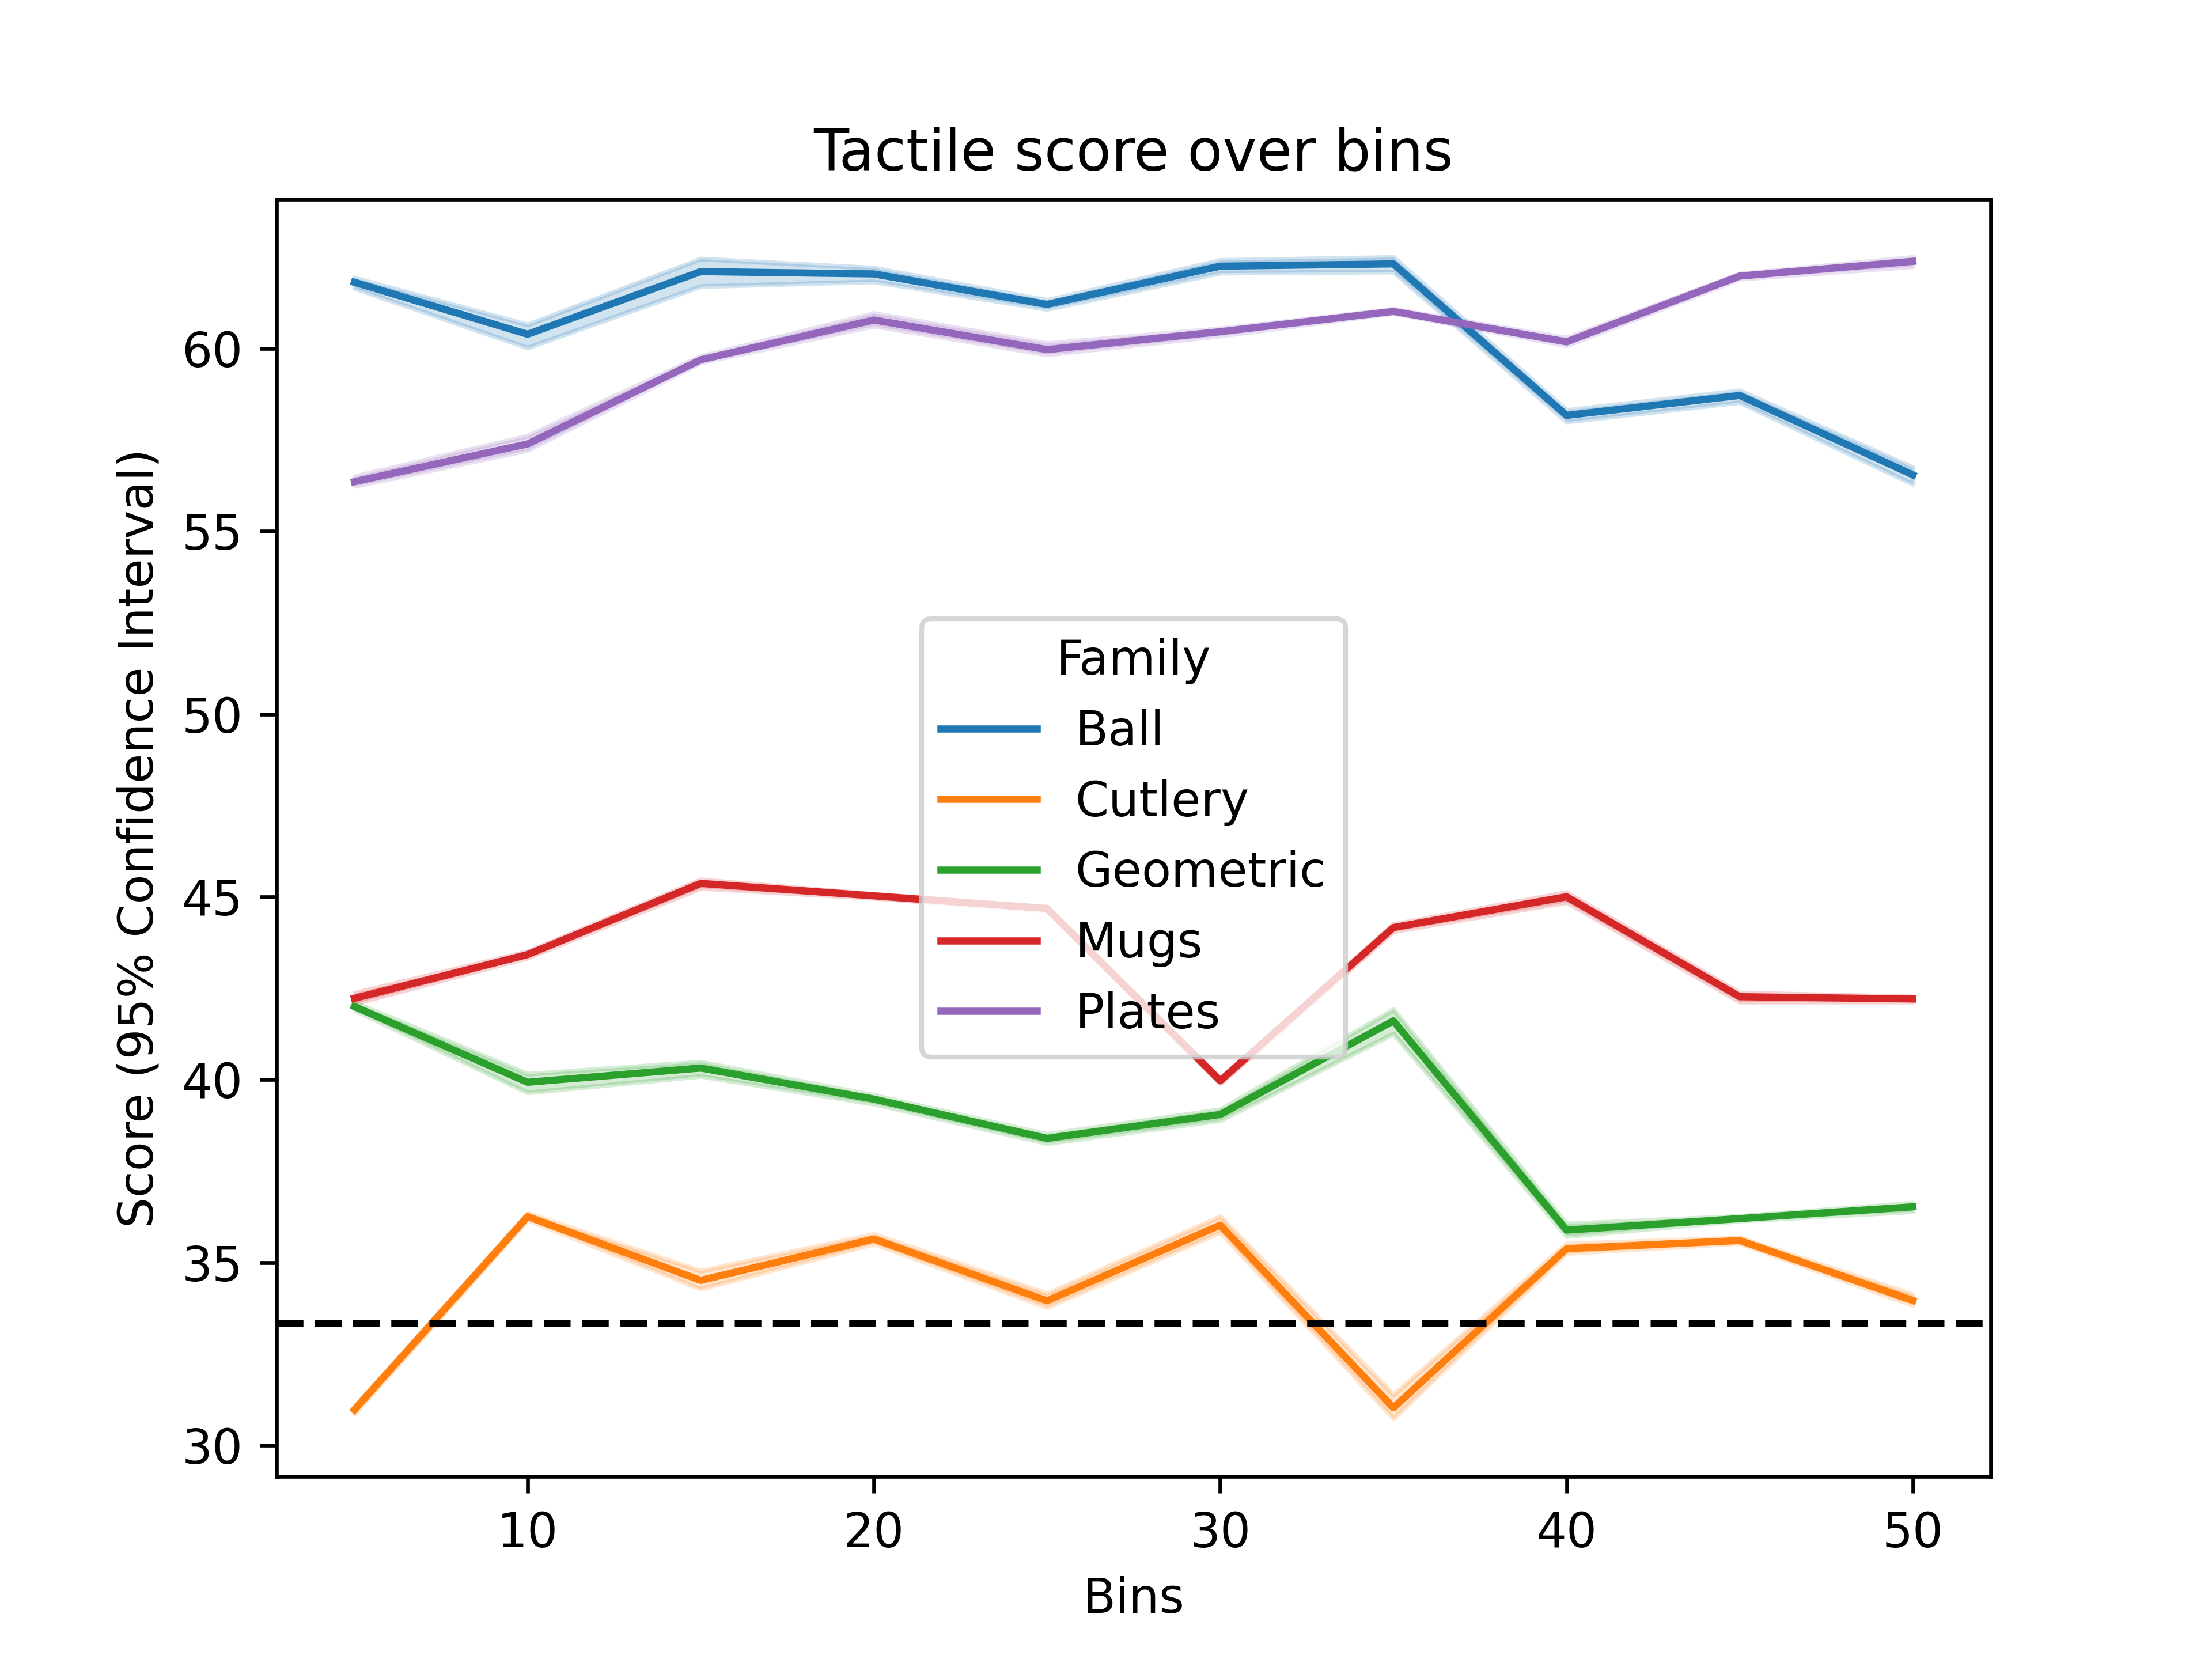 Tactile score over bins
Score (95% Confidence Interval)
60
55
50
45
40
35
30
Family
Ball
Cutlery
Geometric
Mugs
Plates
10 20 30 40 50
Bins